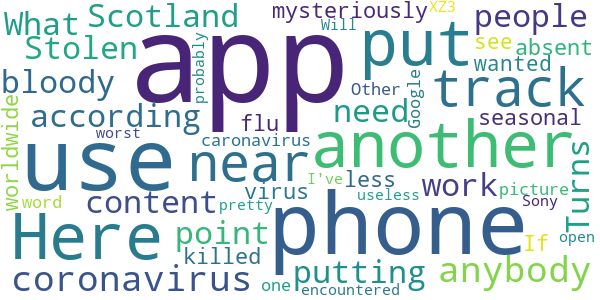 What Scotland mysteriously XZ3 people
Stolen app Will put see absent
bloody probably track wanted
according Other need Google seasonal
worldwide worst flu caronavirus another
use near virus I've less work Turns
content useless picture
word pretty phone Sony
Here point If open
killed putting anybody
coronavirus one encountered